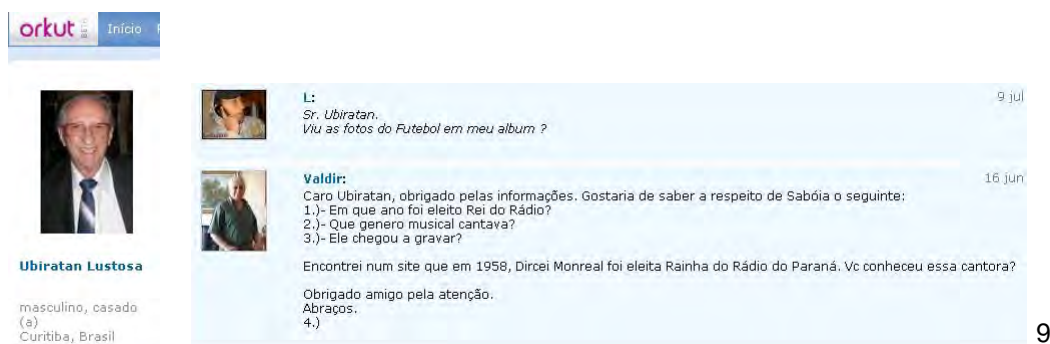 orkut BETA Início
Ubiratan Lustosa
masculino, casado
(a)
Curitiba, Brasil
L: 9 jul
Sr. Ubiratan.
Viu as fotos do Futebol em meu album ?
Valdir: 16 jun
Caro Ubiratan, obrigado pelas informações. Gostaria de saber a respeito de Sabóia o seguinte:
1.)- Em que ano foi eleito Rei do Rádio?
2.)- Que genero musical cantava?
3.)- Ele chegou a gravar?
Encontrei num site que em 1958, Dircei Monreal foi eleita Rainha do Rádio do Paraná. Vc conheceu essa cantora?
Obrigado amigo pela atenção.
Abraços.
4.)
9